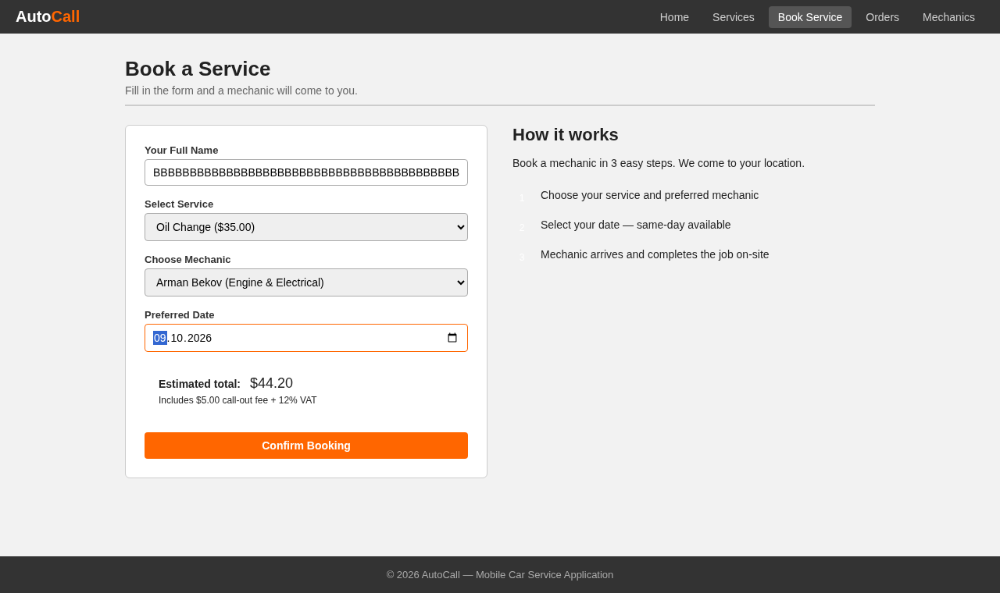 AutoCall
Home Services Book Service Orders Mechanics
Book a Service
Fill in the form and a mechanic will come to you.
Your Full Name
BBBBBBBBBBBBBBBBBBBBBBBBBBBBBBBBBBBBBBBBBB
Select Service
Oil Change ($35.00)
Choose Mechanic
Arman Bekov (Engine & Electrical)
Preferred Date
09.10.2026
Estimated total: $44.20
Includes $5.00 call-out fee + 12% VAT
Confirm Booking
How it works
Book a mechanic in 3 easy steps. We come to your location.
1 Choose your service and preferred mechanic
2 Select your date — same-day available
3 Mechanic arrives and completes the job on-site
© 2026 AutoCall — Mobile Car Service Application